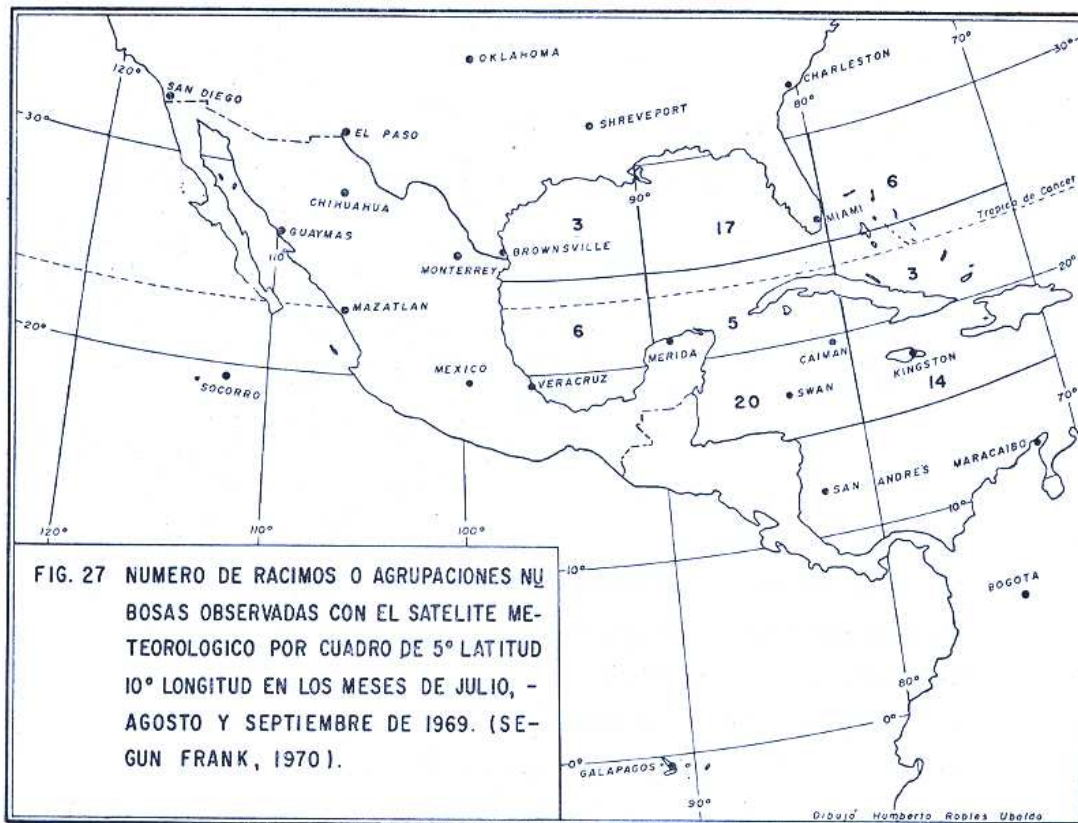 70°
30°
OKLAHOMA
CHARLESTON
120°
SAN DIEGO
80°
30°
SHREVEPORT
EL PASO
90°
6
Tropico de Cancer
CHIHUAHUA
3
17
MIAMI
GUAYMAS
110°
BROWNSVILLE
MONTERREY
3
20°
MAZATLAN
20°
6
5
MERIDA
CAIMAN
MEXICO
VERACRUZ
KINGSTON
SOCORRO
20
SWAN
14
70°
SAN ANDRES MARACAIBO
10°
120°
110°
100°
10°
BOGOTA
80°
0°
0°
GALAPAGOS
90°
FIG. 27 NUMERO DE RACIMOS O AGRUPACIONES NU
BOSAS OBSERVADAS CON EL SATELITE ME-
TEOROLOGICO POR CUADRO DE 5° LATITUD
10° LONGITUD EN LOS MESES DE JULIO, -
AGOSTO Y SEPTIEMBRE DE 1969. (SE-
GUN FRANK, 1970).
Dibujó Humberto Robles Ubaldo